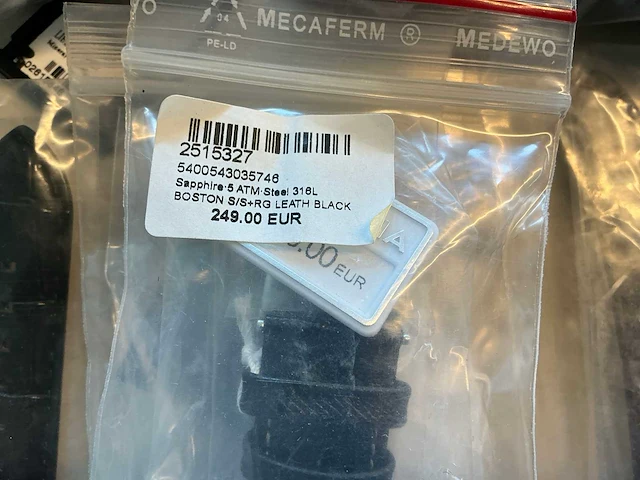 O
04
PE-LD
MECAFERM ®
MEDEWO
2515327
5400543035746
Sapphire·5 ATM·Steel 316L
BOSTON S/S+RG LEATH BLACK
249.00 EUR
.00 EUR